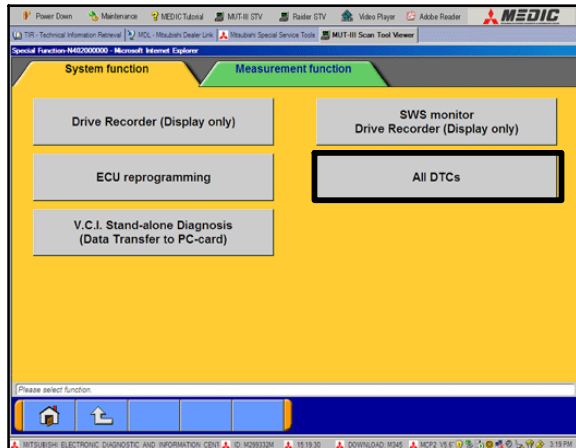 Power Down Maintenance MEDIC Tutorial MUT-III STV Raider STV Video Player Adobe Reader MEDIC
TIR - Technical Information Retrieval MDL - Mitsubishi Dealer Link Mitsubishi Special Service Tools MUT-III Scan Tool Viewer
Special Function-N402000000 - Microsoft Internet Explorer
System function Measurement function
Drive Recorder (Display only)
SWS monitor
Drive Recorder (Display only)
ECU reprogramming
All DTCs
V.C.I. Stand-alone Diagnosis
(Data Transfer to PC-card)
Please select function.
MITSUBISHI ELECTRONIC DIAGNOSTIC AND INFORMATION CENT ID: M289332M 15:19:30 DOWNLOAD: M345 MCP2 3:19 PM